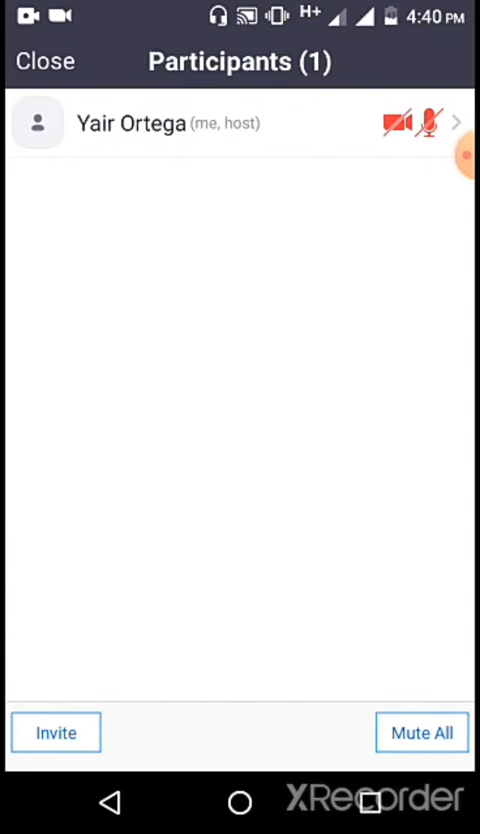 H+ 4:40 PM
Close Participants (1)
Yair Ortega (me, host)
Invite Mute All
XRecorder